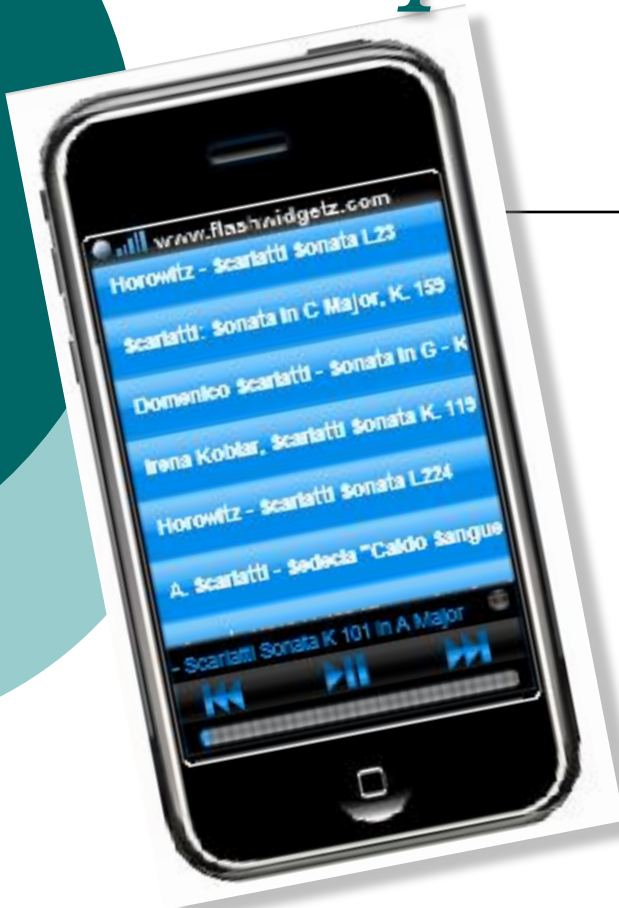 www.flashwidgetz.com
Horowitz - Scarlatti Sonata L23
Scarlatti: Sonata in C Major, K. 159
Domenico Scarlatti - Sonata in G - K
Irena Koblar, Scarlatti Sonata K. 119
Horowitz - Scarlatti Sonata L224
A. Scarlatti - Sedecia "Caldo Sangue
- Scarlatti Sonata K 101 in A Major